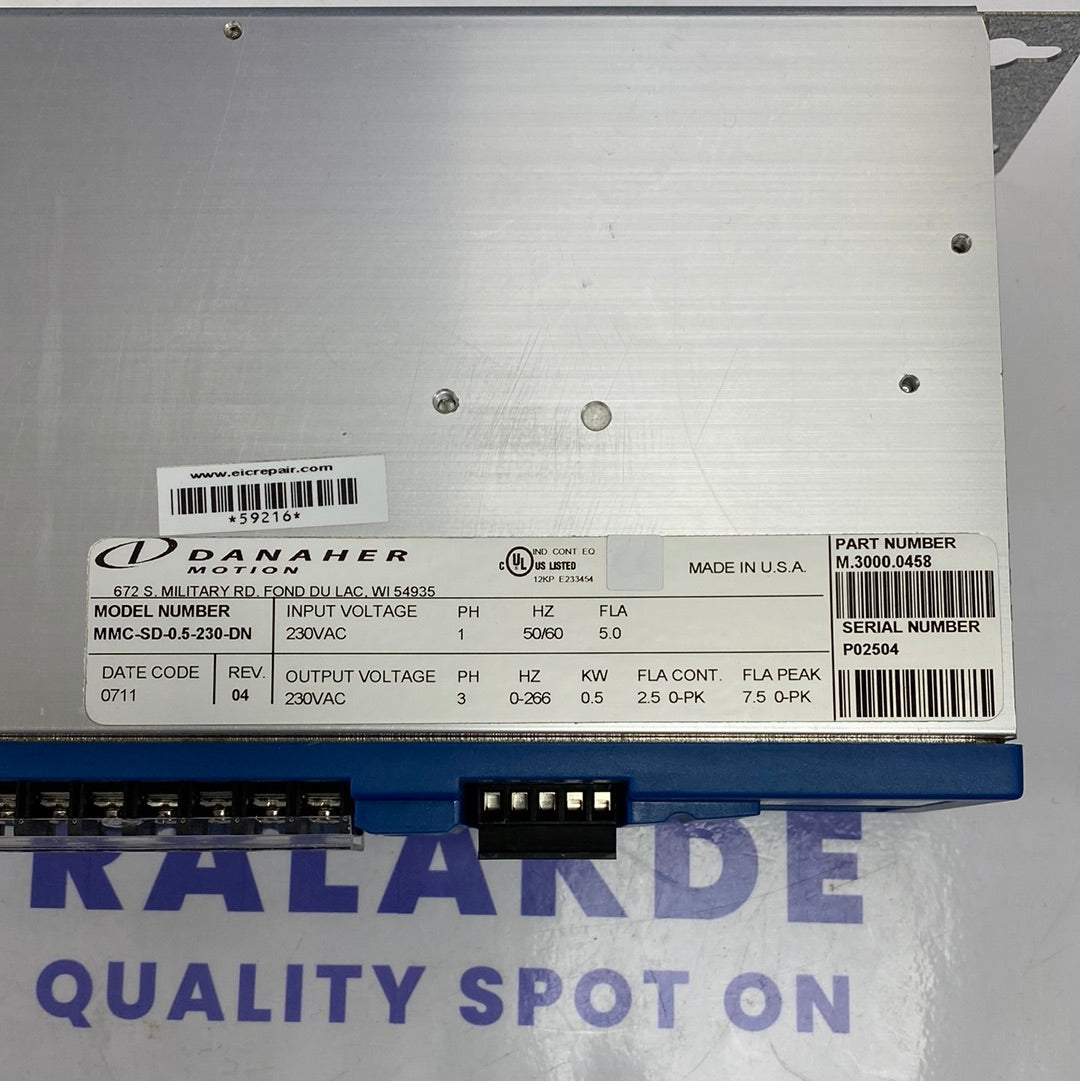 www.eicrepair.com
*59216*
DANAHER
MOTION
672 S. MILITARY RD. FOND DU LAC, WI 54935
C UL US LISTED
IND CONT EQ
12KP E233454
MADE IN U.S.A.
PART NUMBER
M.3000.0458
SERIAL NUMBER
P02504
MODEL NUMBER
MMC-SD-0.5-230-DN
INPUT VOLTAGE PH HZ FLA
230VAC 1 50/60 5.0
DATE CODE REV.
0711 04
OUTPUT VOLTAGE PH HZ KW FLA CONT. FLA PEAK
230VAC 3 0-266 0.5 2.5 0-PK 7.5 0-PK
RALARDE
QUALITY SPOT ON